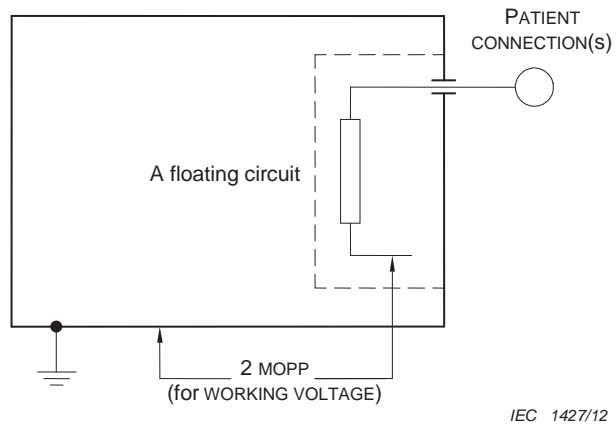 PATIENT
CONNECTION(s)
A floating circuit
2 MOPP
(for WORKING VOLTAGE)
IEC 1427/12